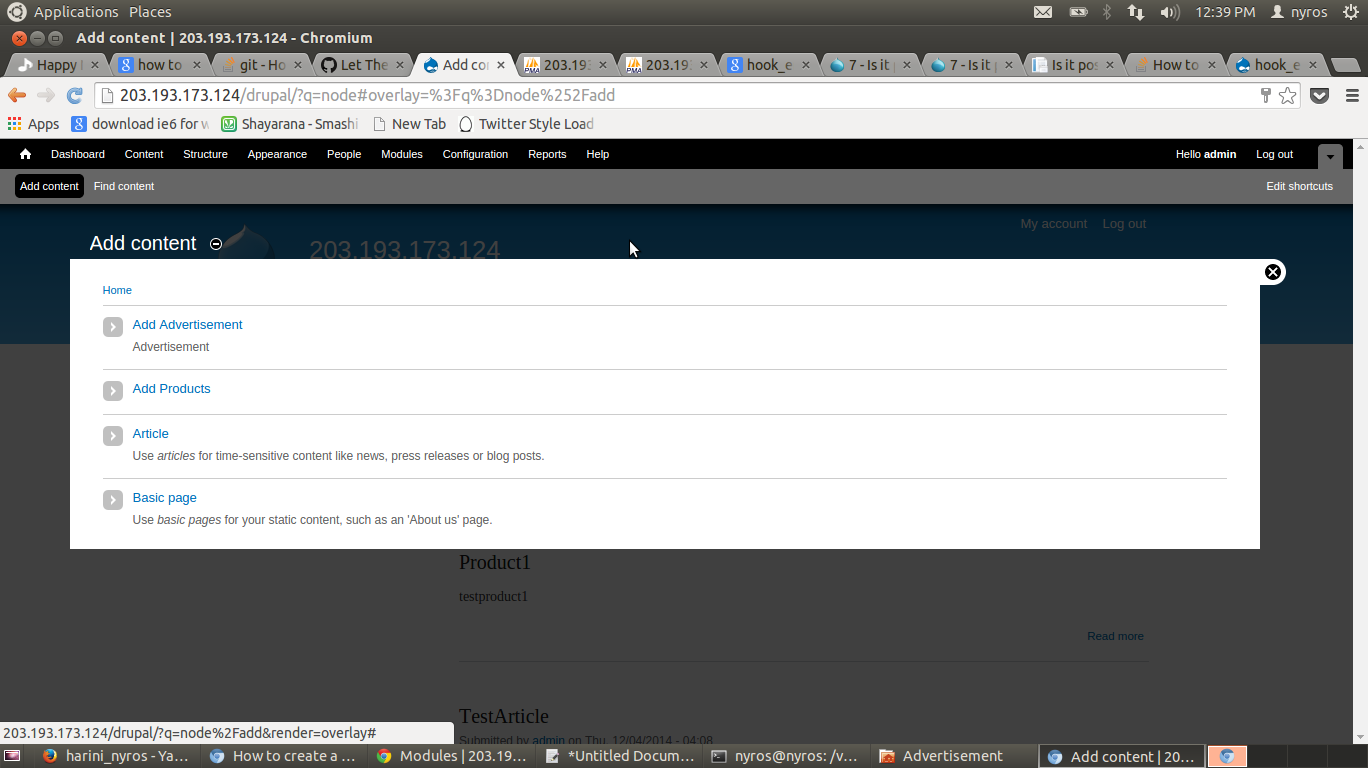 Applications Places 12:39 PM nyros
Add content | 203.193.173.124 - Chromium
Happy how to git - Ho Let The Add co 203.193 203.193 hook_e 7 - Is it 7 - Is it Is it pos How to hook_e
203.193.173.124/drupal/?q=node#overlay=%3Fq%3Dnode%252Fadd
Apps download ie6 for w Shayarana - Smashi New Tab Twitter Style Load
Dashboard Content Structure Appearance People Modules Configuration Reports Help Hello admin Log out
Add content Find content Edit shortcuts
My account Log out
Add content 203.193.173.124
Home
Add Advertisement
Advertisement
Add Products
Article
Use articles for time-sensitive content like news, press releases or blog posts.
Basic page
Use basic pages for your static content, such as an 'About us' page.
Product1
testproduct1
Read more
TestArticle
Submitted by admin on Thu, 12/04/2014 - 04:08
203.193.173.124/drupal/?q=node%2Fadd&render=overlay#
harini_nyros - Ya... How to create a ... Modules | 203.19... *Untitled Docum... nyros@nyros: /v... Advertisement Add content | 20...